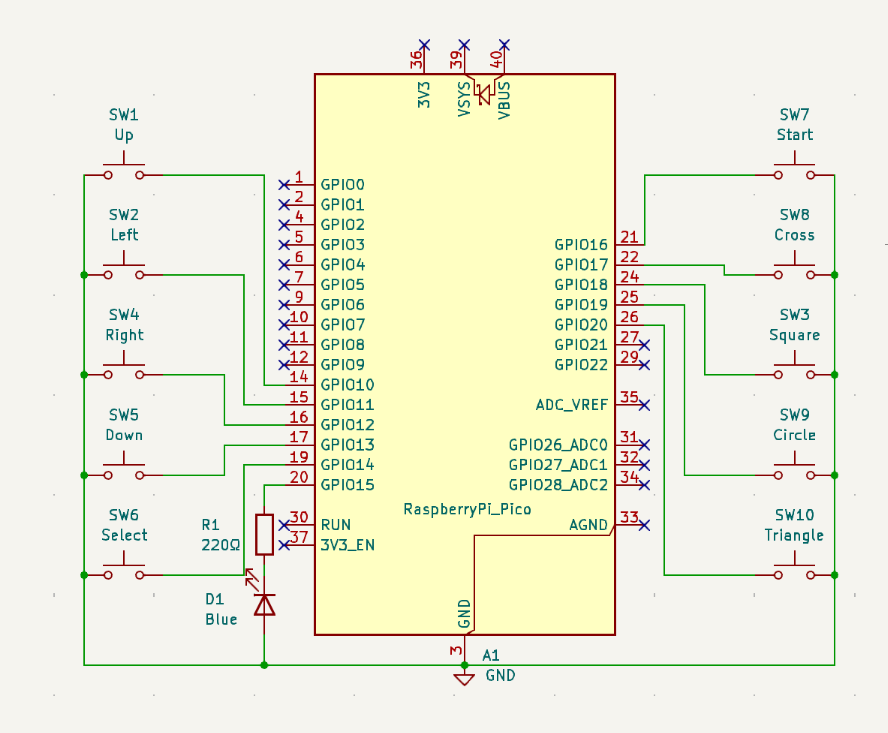 36
39
40
3V3
VSYS
VBUS
SW1
Up
SW2
Left
SW4
Right
SW5
Down
SW6
Select
R1
220Ω
D1
Blue
1 GPIO0
2 GPIO1
4 GPIO2
5 GPIO3
6 GPIO4
7 GPIO5
9 GPIO6
10 GPIO7
11 GPIO8
12 GPIO9
14 GPIO10
15 GPIO11
16 GPIO12
17 GPIO13
19 GPIO14
20 GPIO15
30 RUN
37 3V3_EN
GPIO16 21
GPIO17 22
GPIO18 24
GPIO19 25
GPIO20 26
GPIO21 27
GPIO22 29
ADC_VREF 35
GPIO26_ADC0 31
GPIO27_ADC1 32
GPIO28_ADC2 34
RaspberryPi_Pico
AGND 33
GND
3
A1
GND
SW7
Start
SW8
Cross
SW3
Square
SW9
Circle
SW10
Triangle